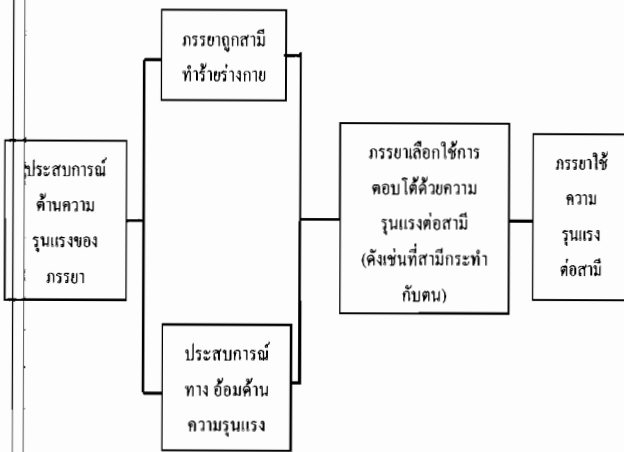 ภรรยาถูกสามี
ทำร้ายร่างกาย
ประสบการณ์
ด้านความ
รุนแรงของ
ภรรยา
ประสบการณ์
ทาง อ้อมด้าน
ความรุนแรง
ภรรยาเลือกใช้การ
ตอบโต้ด้วยความ
รุนแรงต่อสามี
(ดังเช่นที่สามีกระทำ
กับตน)
ภรรยาใช้
ความ
รุนแรง
ต่อสามี